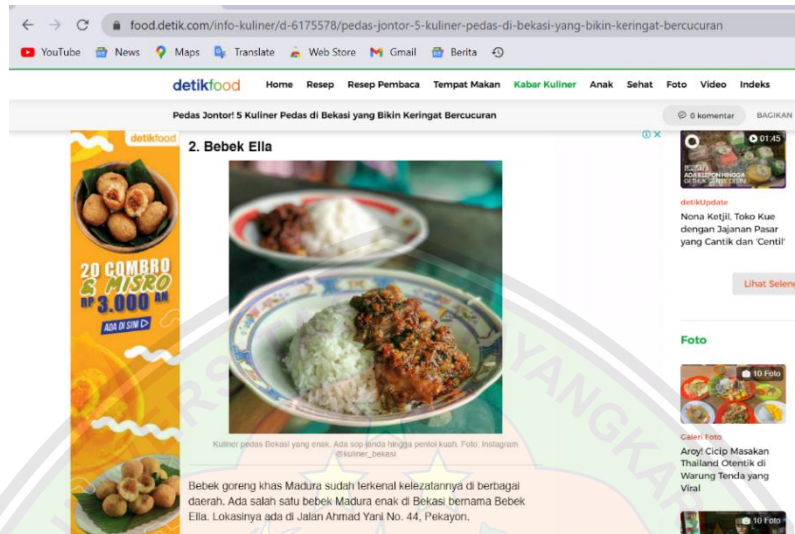 food.detik.com/info-kuliner/d-6175578/pedas-jontor-5-kuliner-pedas-di-bekasi-yang-bikin-keringat-bercucuran
YouTube News Maps Translate Web Store Gmail Berita
detikfood Home Resep Resep Pembaca Tempat Makan Kabar Kuliner Anak Sehat Foto Video Indeks
Pedas Jontor! 5 Kuliner Pedas di Bekasi yang Bikin Keringat Bercucuran 0 komentar BAGIKAN
detikfood
2. Bebek Ella
20 COMBRO
& MISRO
RP 3.000 AN
ADA DI SINI
Kuliner pedas Bekasi yang enak. Ada sop janda hingga pentol kuah. Foto: Instagram
@kuliner_bekasi
Bebek goreng khas Madura sudah terkenal kelezatannya di berbagai
daerah. Ada salah satu bebek Madura enak di Bekasi bernama Bebek
Ella. Lokasinya ada di Jalan Ahmad Yani No. 44, Pekayon,
01:45
ADA KLEPON HINGGA
detikUpdate
Nona Ketjil, Toko Kue
dengan Jajanan Pasar
yang Cantik dan 'Centil'
Lihat Seleng
Foto
10 Foto
Galeri Foto
Aroy! Cicip Masakan
Thailand Otentik di
Warung Tenda yang
Viral
10 Foto